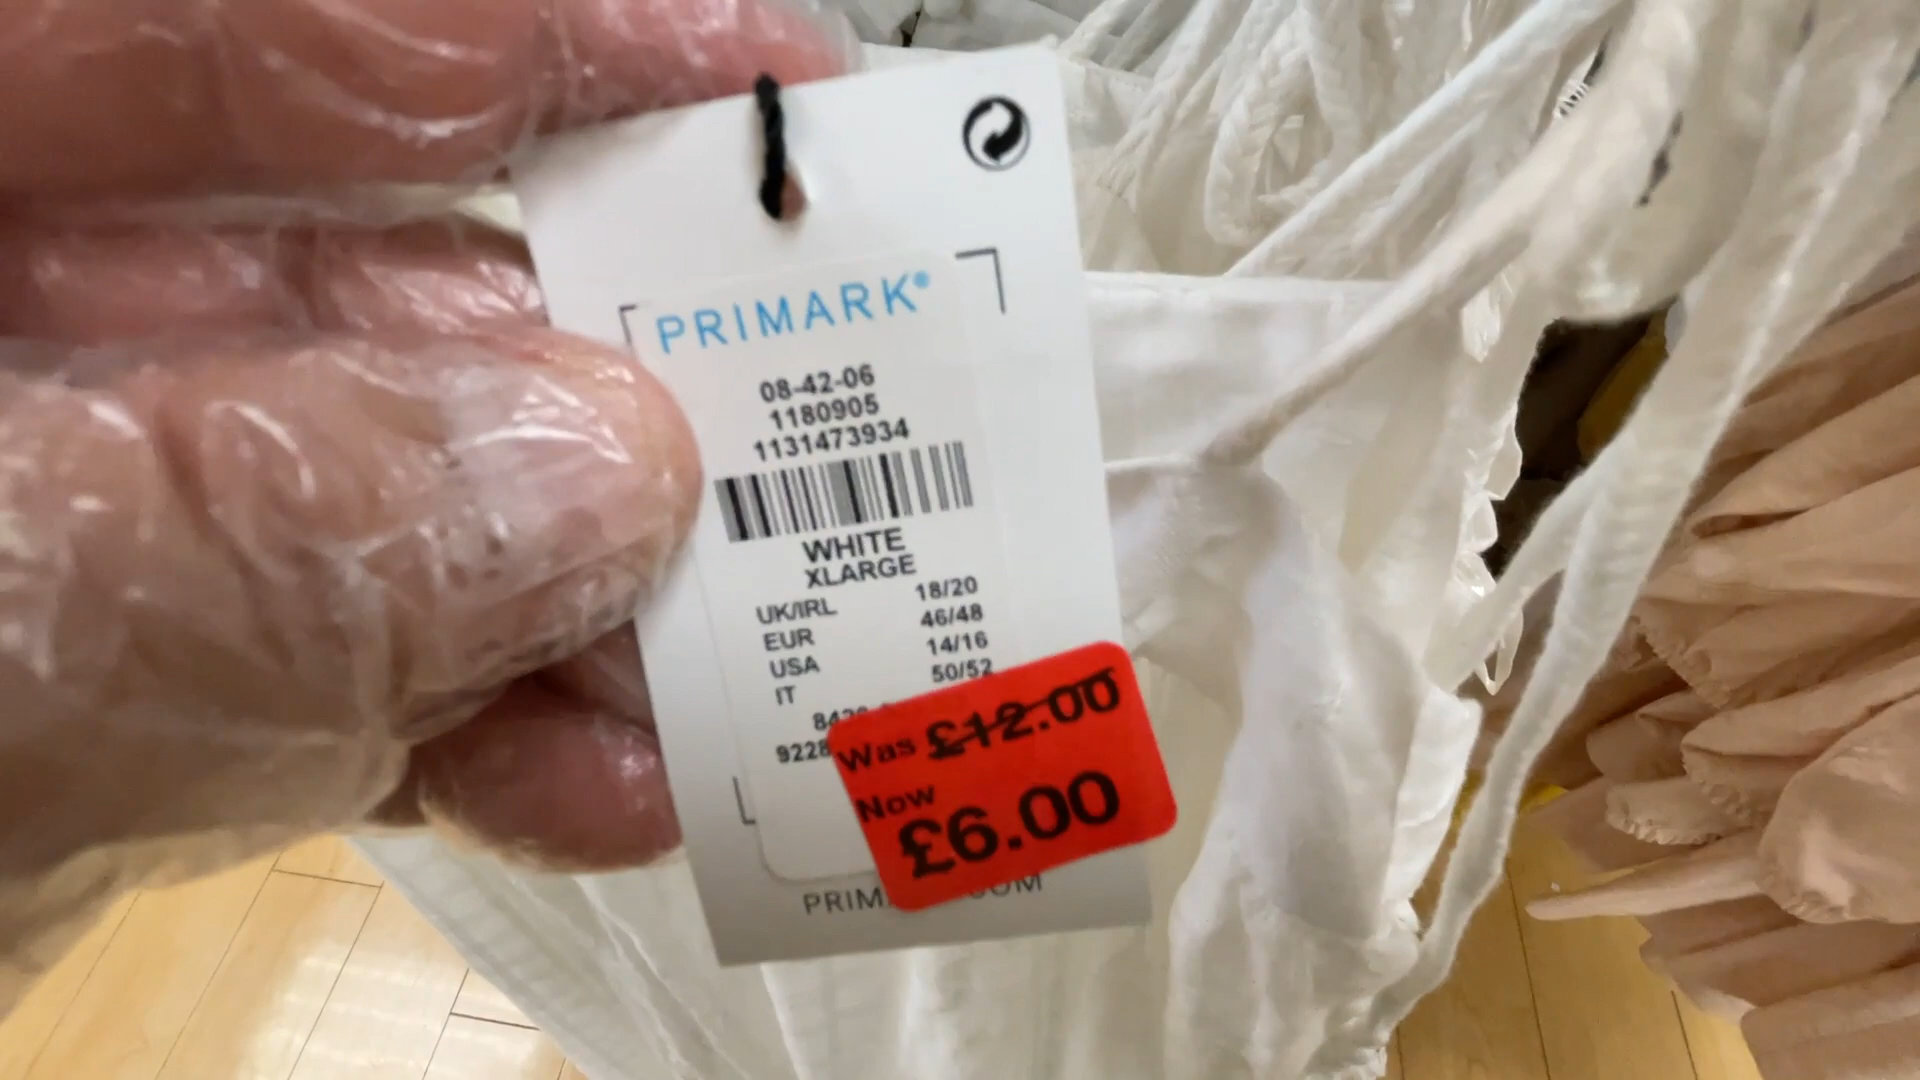 PRIMARK®
08-42-06
1180905
1131473934
WHITE
XLARGE
UK/IRL 18/20
EUR 46/48
USA 14/16
IT 50/52
Was £12.00
Now
£6.00